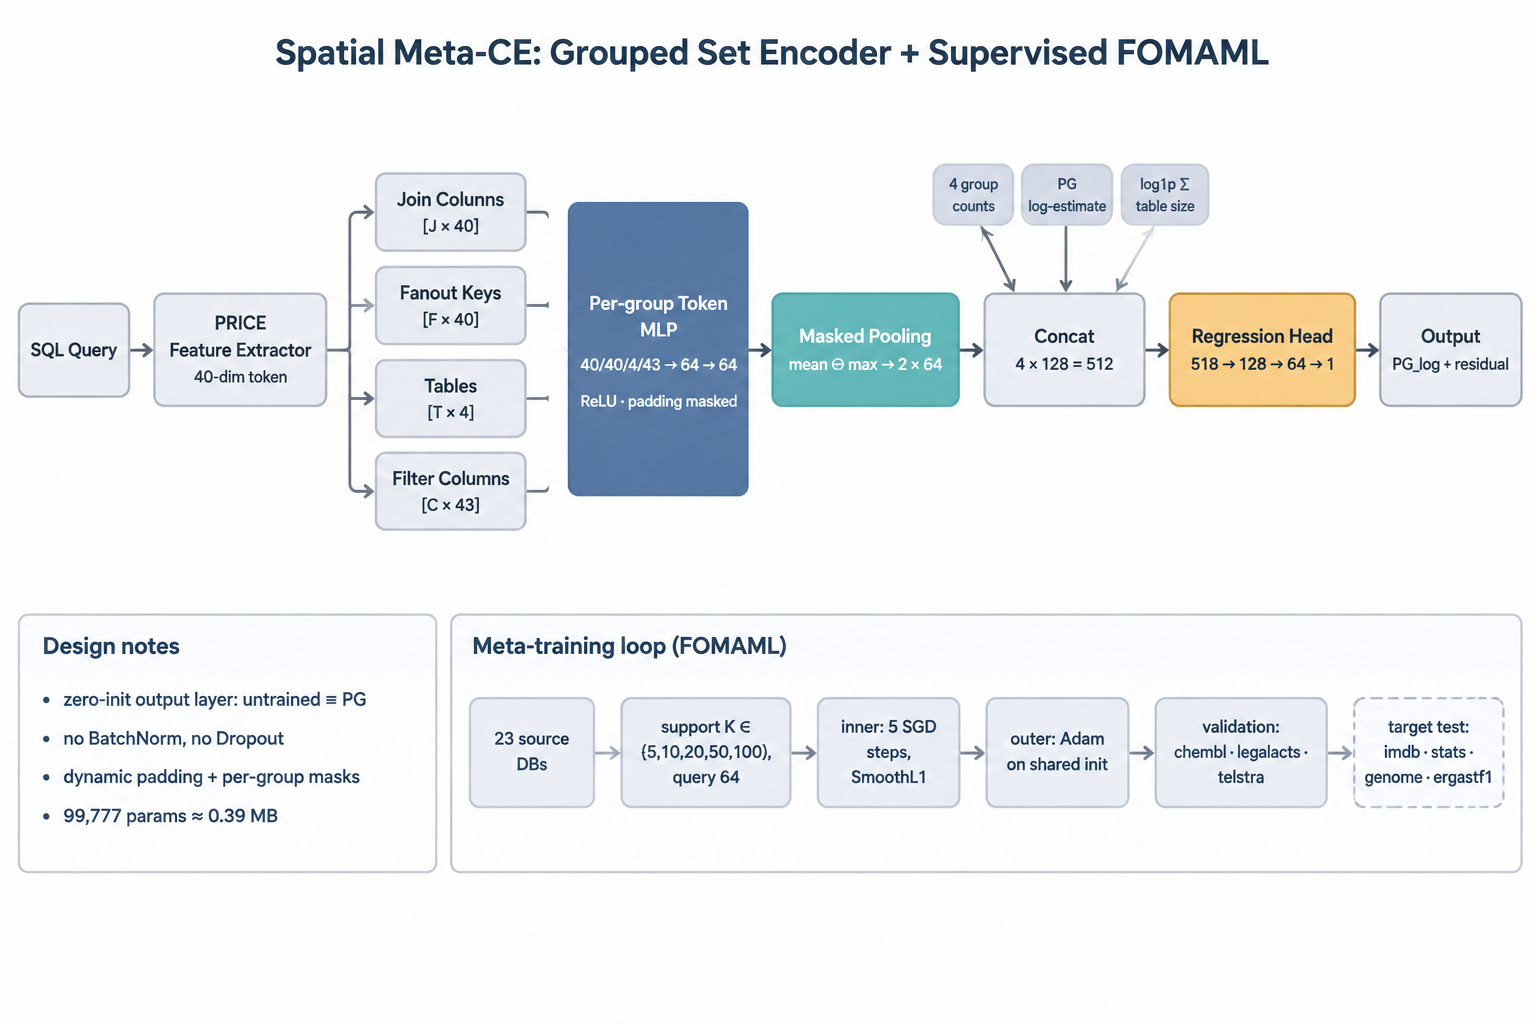 Spatial Meta-CE: Grouped Set Encoder + Supervised FOMAML
SQL Query
PRICE
Feature Extractor
40-dim token
Join Colunns
[J × 40]
Fanout Keys
[F × 40]
Tables
[T × 4]
Filter Columns
[C × 43]
Per-group Token
MLP
40/40/4/43 → 64 → 64
ReLU · padding masked
Masked Pooling
mean ⊖ max → 2 × 64
4 group
counts
PG
log-estimate
log1p Σ
table size
Concat
4 × 128 = 512
Regression Head
518 → 128 → 64 → 1
Output
PG_log + residual
Design notes
• zero-init output layer: untrained ≡ PG
• no BatchNorm, no Dropout
• dynamic padding + per-group masks
• 99,777 params ≈ 0.39 MB
Meta-training loop (FOMAML)
23 source
DBs
support K ∈
{5,10,20,50,100),
query 64
inner: 5 SGD
steps,
SmoothL1
outer: Adam
on shared init
validation:
chembl · legalacts ·
telstra
target test:
imdb · stats ·
genome · ergastf1